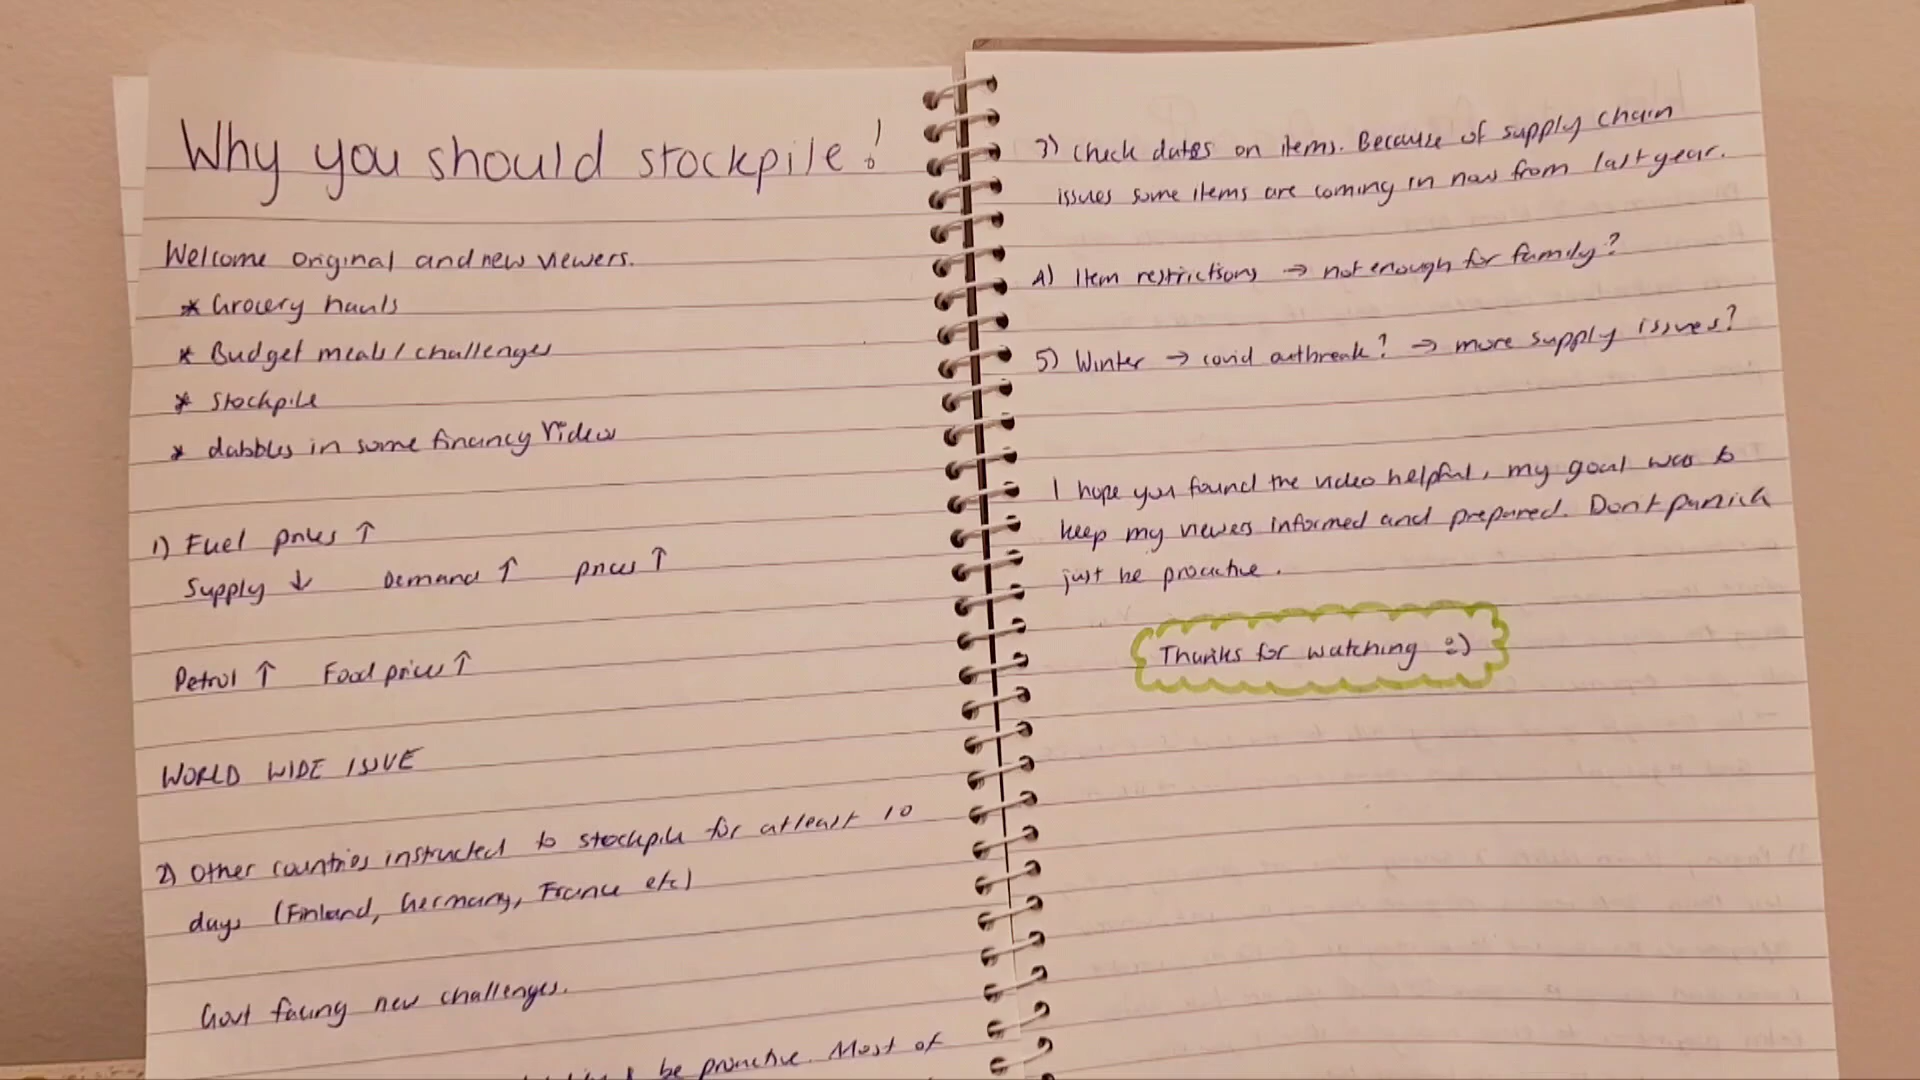 Why you should stockpile!
Welcome original and new viewers.
* Grocery hauls
* Budget meals / challenges
* Stockpile
* dabbles in some financy videos
1) Fuel prices ↑
Supply ↓ Demand ↑ prices ↑
Petrol ↑ Food prices ↑
WORLD WIDE ISSUE
2) Other countries instructed to stockpile for atleast 10
days (Finland, Germany, France etc)
Govt facing new challenges.
be proactive. Most of
3) Check dates on items. Because of supply chain
issues some items are coming in now from last year.
4) Item restrictions → not enough for family?
5) Winter → covid outbreak? → more supply issues?
I hope you found the video helpful, my goal was to
keep my viewers informed and prepared. Dont panick
just be proactive.
Thanks for watching :)